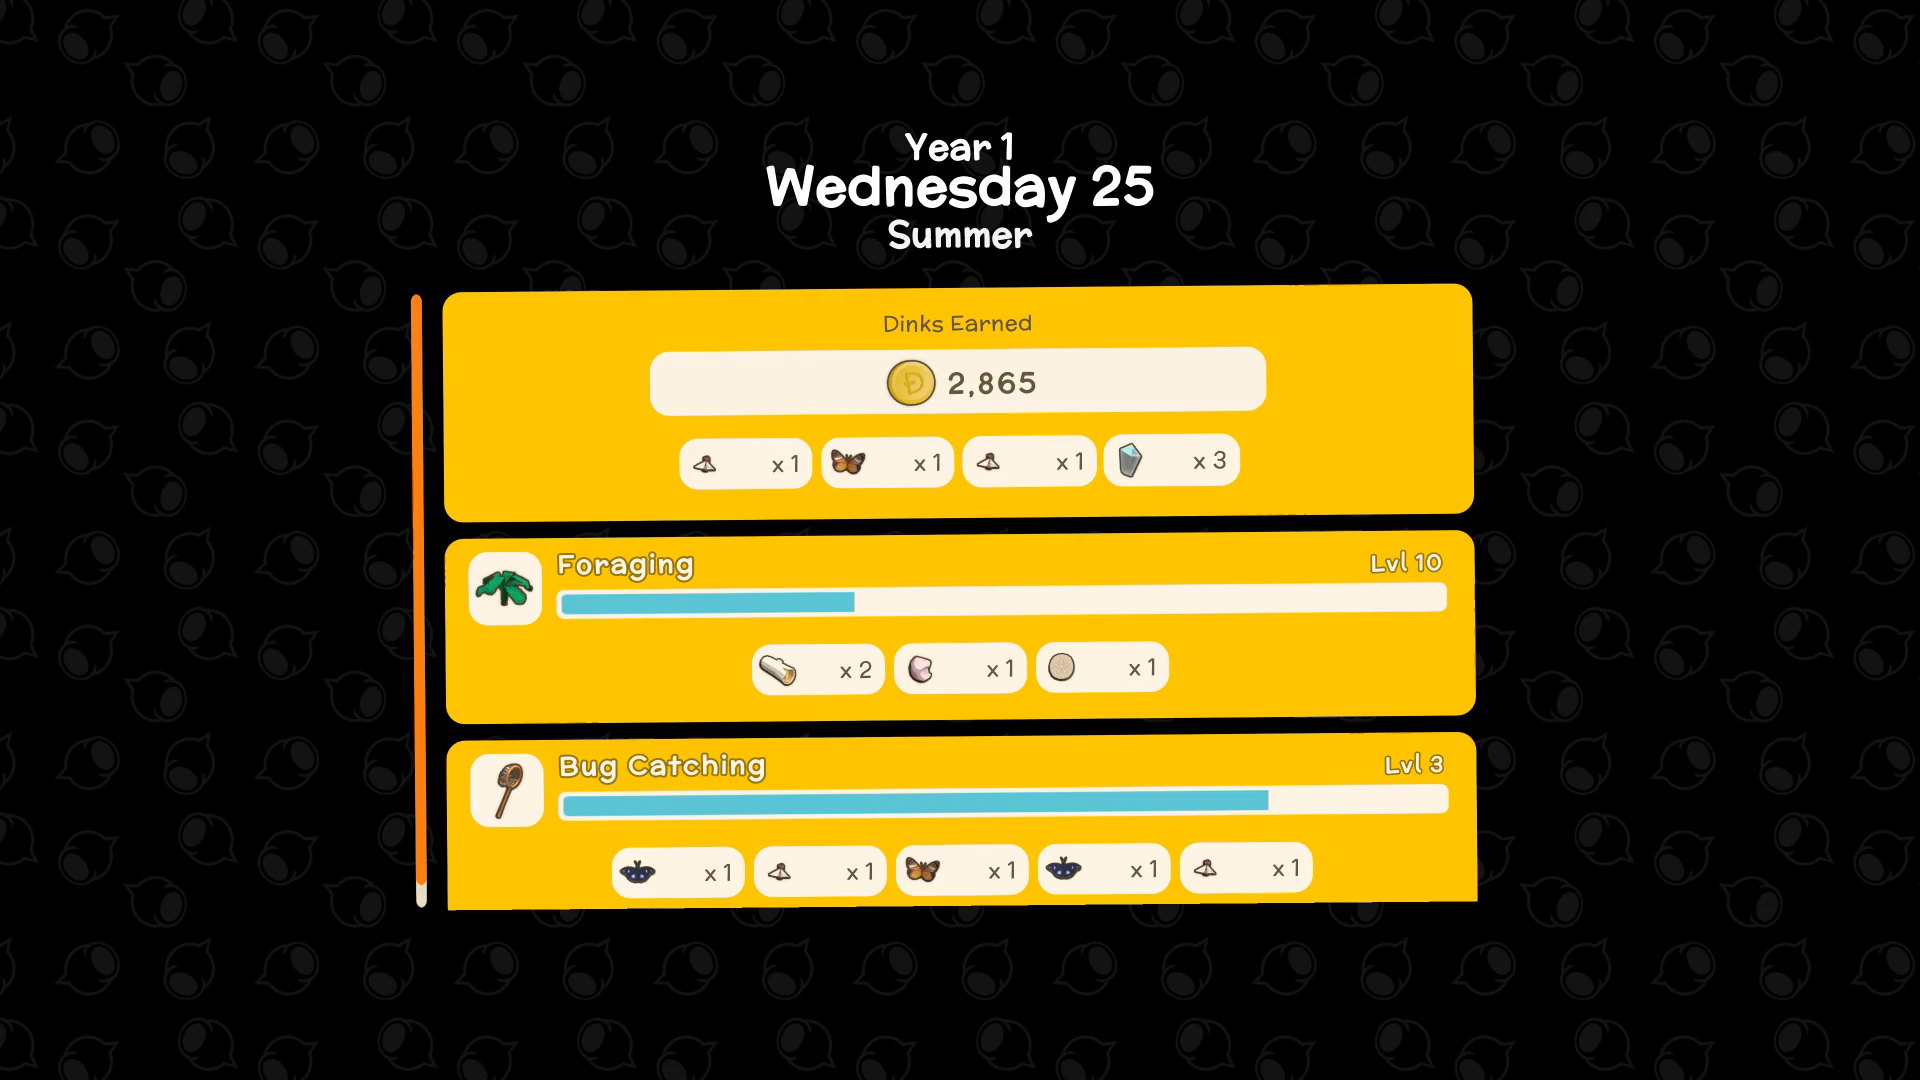 Year 1
Wednesday 25
Summer
Dinks Earned
2,865
x 1 x 1 x 1 x 3
Foraging Lvl 10
x 2 x 1 x 1
Bug Catching Lvl 3
x 1 x 1 x 1 x 1 x 1